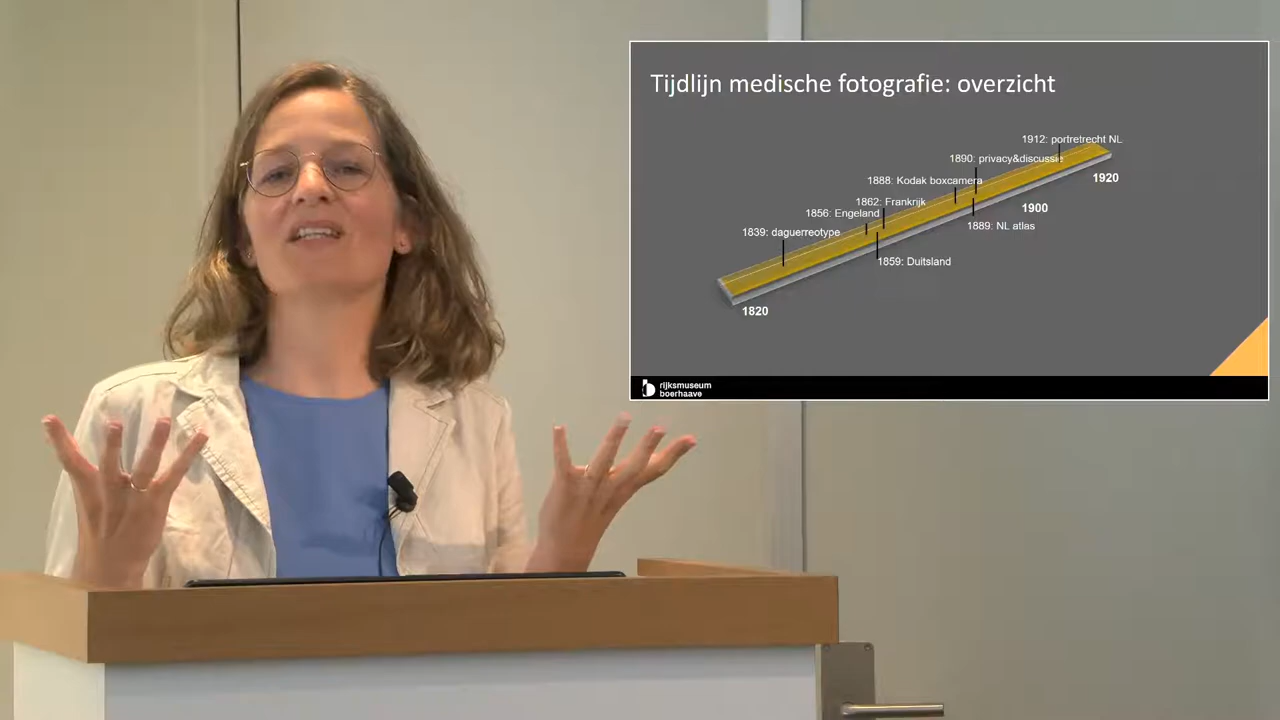 Tijdlijn medische fotografie: overzicht
1912: portretrecht NL
1890: privacy&discussie
1920
1888: Kodak boxcamera
1862: Frankrijk
1900
1856: Engeland
1889: NL atlas
1839: daguerreotype
1859: Duitsland
1820
rijksmuseum
boerhaave